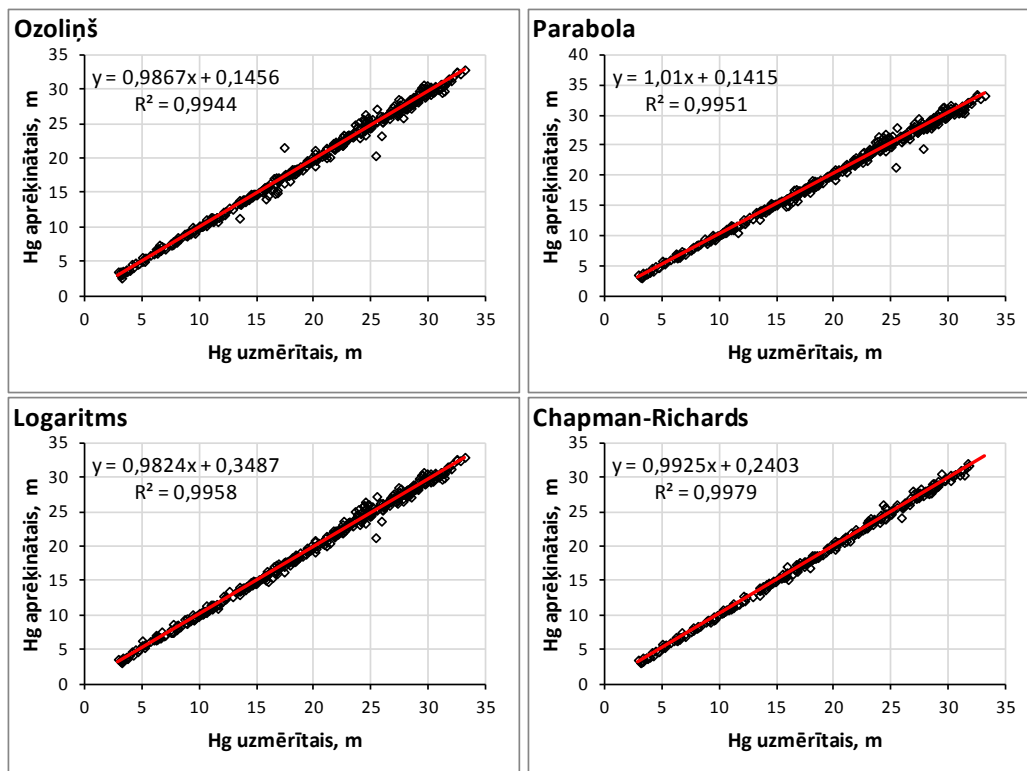 Ozoliņš
y = 0,9867x + 0,1456
R² = 0,9944
Hg aprēķinātais, m
35
30
25
20
15
10
5
0
0 5 10 15 20 25 30 35
Hg uzmērītais, m
Parabola
y = 1,01x + 0,1415
R² = 0,9951
Hg aprēķinātais, m
40
35
30
25
20
15
10
5
0
0 5 10 15 20 25 30 35
Hg uzmērītais, m
Logaritms
y = 0,9824x + 0,3487
R² = 0,9958
Hg aprēķinātais, m
35
30
25
20
15
10
5
0
0 5 10 15 20 25 30 35
Hg uzmērītais, m
Chapman-Richards
y = 0,9925x + 0,2403
R² = 0,9979
Hg aprēķinātais, m
35
30
25
20
15
10
5
0
0 5 10 15 20 25 30 35
Hg uzmērītais, m